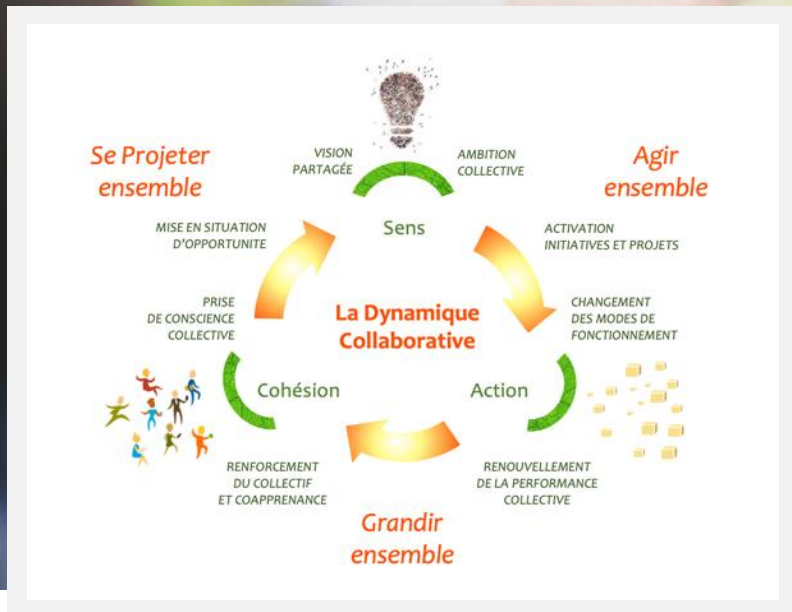 Se Projeter
ensemble
VISION
PARTAGÉE
AMBITION
COLLECTIVE
Agir
ensemble
MISE EN SITUATION
D'OPPORTUNITE
Sens
ACTIVATION
INITIATIVES ET PROJETS
PRISE
DE CONSCIENCE
COLLECTIVE
La Dynamique
Collaborative
CHANGEMENT
DES MODES DE
FONCTIONNEMENT
Cohésion
Action
RENFORCEMENT
DU COLLECTIF
ET COAPPRENANCE
RENOUVELLEMENT
DE LA PERFORMANCE
COLLECTIVE
Grandir
ensemble